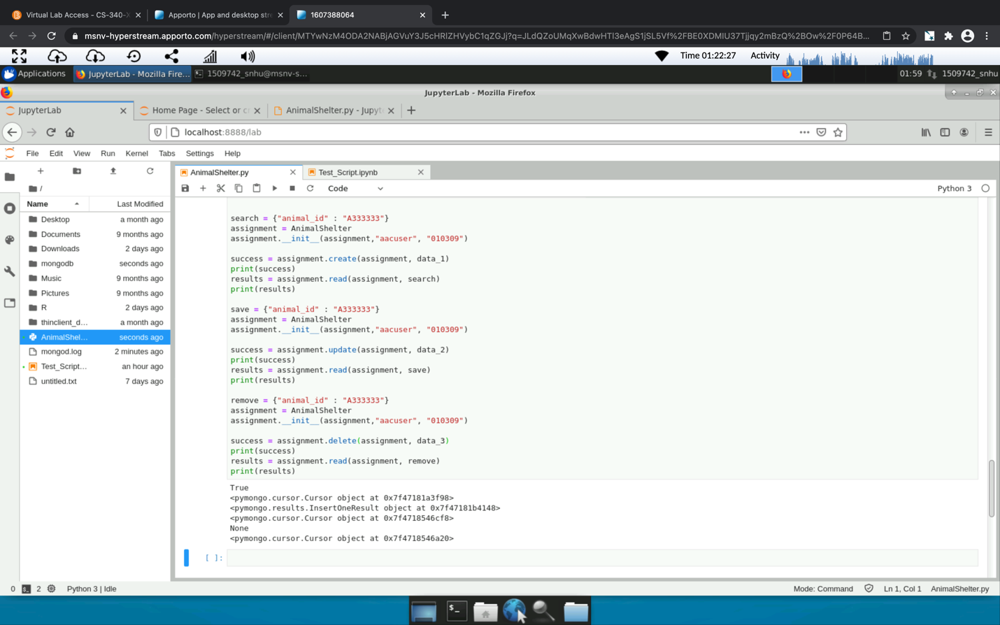 Virtual Lab Access - CS-340-X
Apporto | App and desktop stre
1607388064
msnv-hyperstream.apporto.com/hyperstream/#/client/MTYwNzM4ODA2NABjAGVuY3J5cHRlZHVybC1qZGJj?q=JLdQZoUMqXwBdwHTI3eAgS1jSL5Vf%2FBE0XDMIU37Tjjqy2mBzQ%2BOw%2F0P64B...
Time 01:22:27
Activity
Applications
JupyterLab - Mozilla Fire...
1509742_snhu@msnv-s...
01:59
1509742_snhu
JupyterLab - Mozilla Firefox
JupyterLab
Home Page - Select or cr
AnimalShelter.py - Jupyt
localhost:8888/lab
File Edit View Run Kernel Tabs Settings Help
AnimalShelter.py
Test_Script.ipynb
/
Code
Python 3
Name Last Modified
Desktop a month ago
Documents 9 months ago
Downloads 2 days ago
mongodb seconds ago
Music 9 months ago
Pictures 9 months ago
R 2 days ago
thinclient_d... a month ago
AnimalShel... seconds ago
mongod.log 2 minutes ago
Test_Script... an hour ago
untitled.txt 7 days ago
search = {"animal_id" : "A333333"}
assignment = AnimalShelter
assignment.__init__(assignment,"aacuser", "010309")
success = assignment.create(assignment, data_1)
print(success)
results = assignment.read(assignment, search)
print(results)
save = {"animal_id" : "A333333"}
assignment = AnimalShelter
assignment.__init__(assignment,"aacuser", "010309")
success = assignment.update(assignment, data_2)
print(success)
results = assignment.read(assignment, save)
print(results)
remove = {"animal_id" : "A333333"}
assignment = AnimalShelter
assignment.__init__(assignment,"aacuser", "010309")
success = assignment.delete(assignment, data_3)
print(success)
results = assignment.read(assignment, remove)
print(results)
True
<pymongo.cursor.Cursor object at 0x7f47181a3f98>
<pymongo.results.InsertOneResult object at 0x7f47181b4148>
<pymongo.cursor.Cursor object at 0x7f4718546cf8>
None
<pymongo.cursor.Cursor object at 0x7f4718546a20>
[ ]:
0 2 Python 3 | Idle
Mode: Command
Ln 1, Col 1 AnimalShelter.py